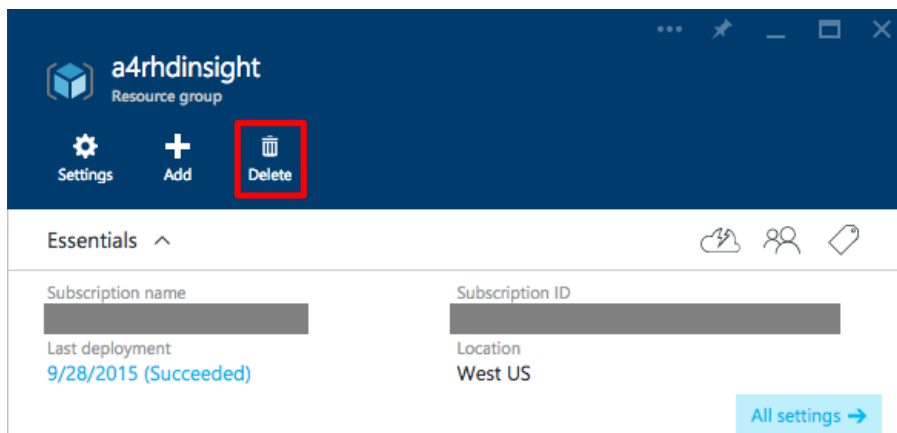 a4rhdinsight
Resource group
Settings Add Delete
Essentials
Subscription name Subscription ID
Last deployment Location
9/28/2015 (Succeeded) West US
All settings